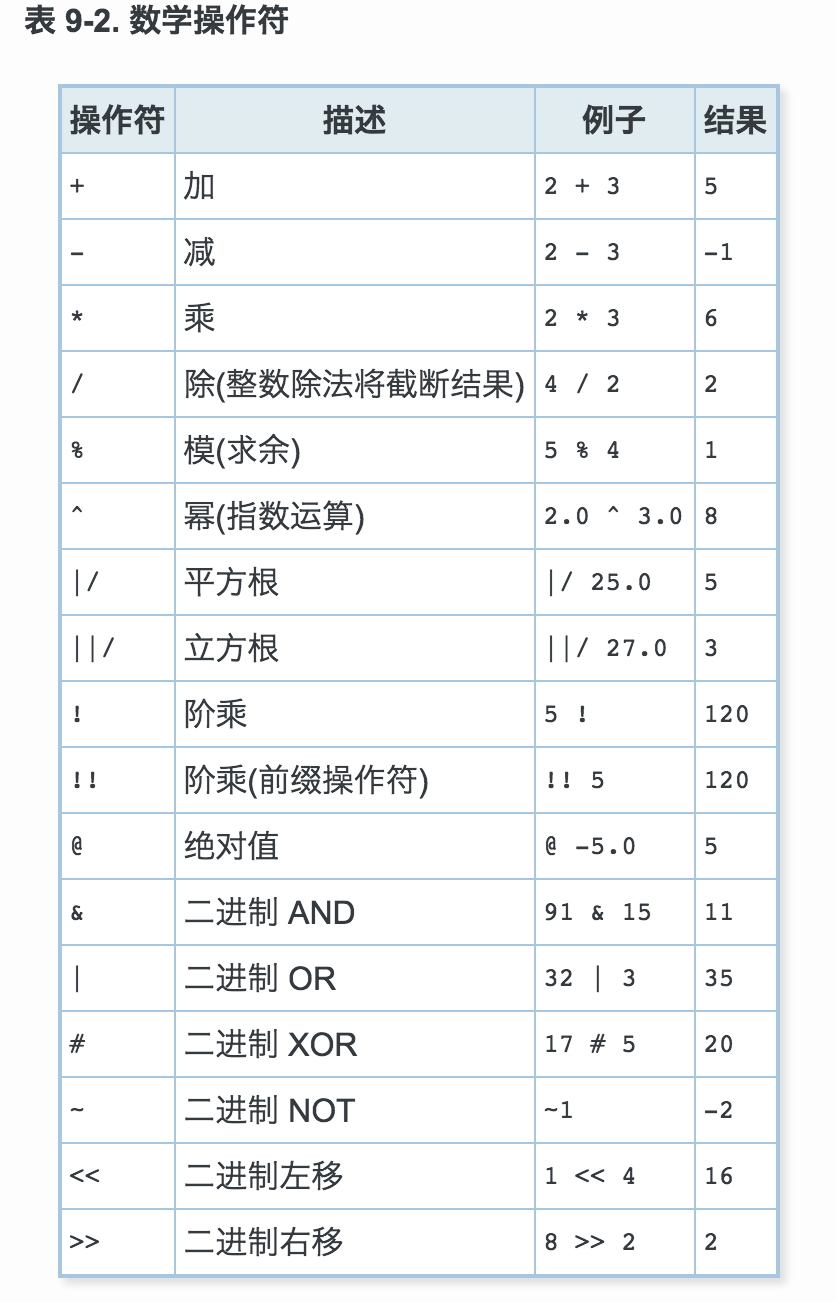 表 9-2. 数学操作符
操作符 描述 例子 结果
+ 加 2 + 3 5
- 减 2 - 3 -1
* 乘 2 * 3 6
/ 除(整数除法将截断结果) 4 / 2 2
% 模(求余) 5 % 4 1
^ 幂(指数运算) 2.0 ^ 3.0 8
|/ 平方根 |/ 25.0 5
||/ 立方根 ||/ 27.0 3
! 阶乘 5 ! 120
!! 阶乘(前缀操作符) !! 5 120
@ 绝对值 @ -5.0 5
& 二进制 AND 91 & 15 11
| 二进制 OR 32 | 3 35
# 二进制 XOR 17 # 5 20
~ 二进制 NOT ~1 -2
<< 二进制左移 1 << 4 16
>> 二进制右移 8 >> 2 2